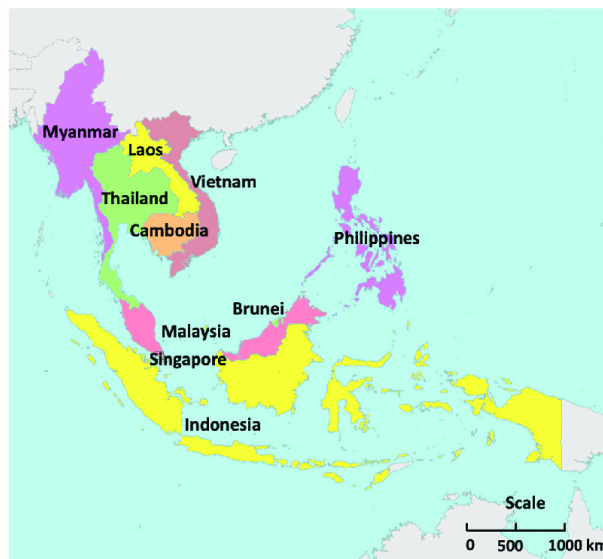 Myanmar
Laos
Vietnam
Thailand
Cambodia
Philippines
Brunei
Malaysia
Singapore
Indonesia
Scale
0 500 1000 km